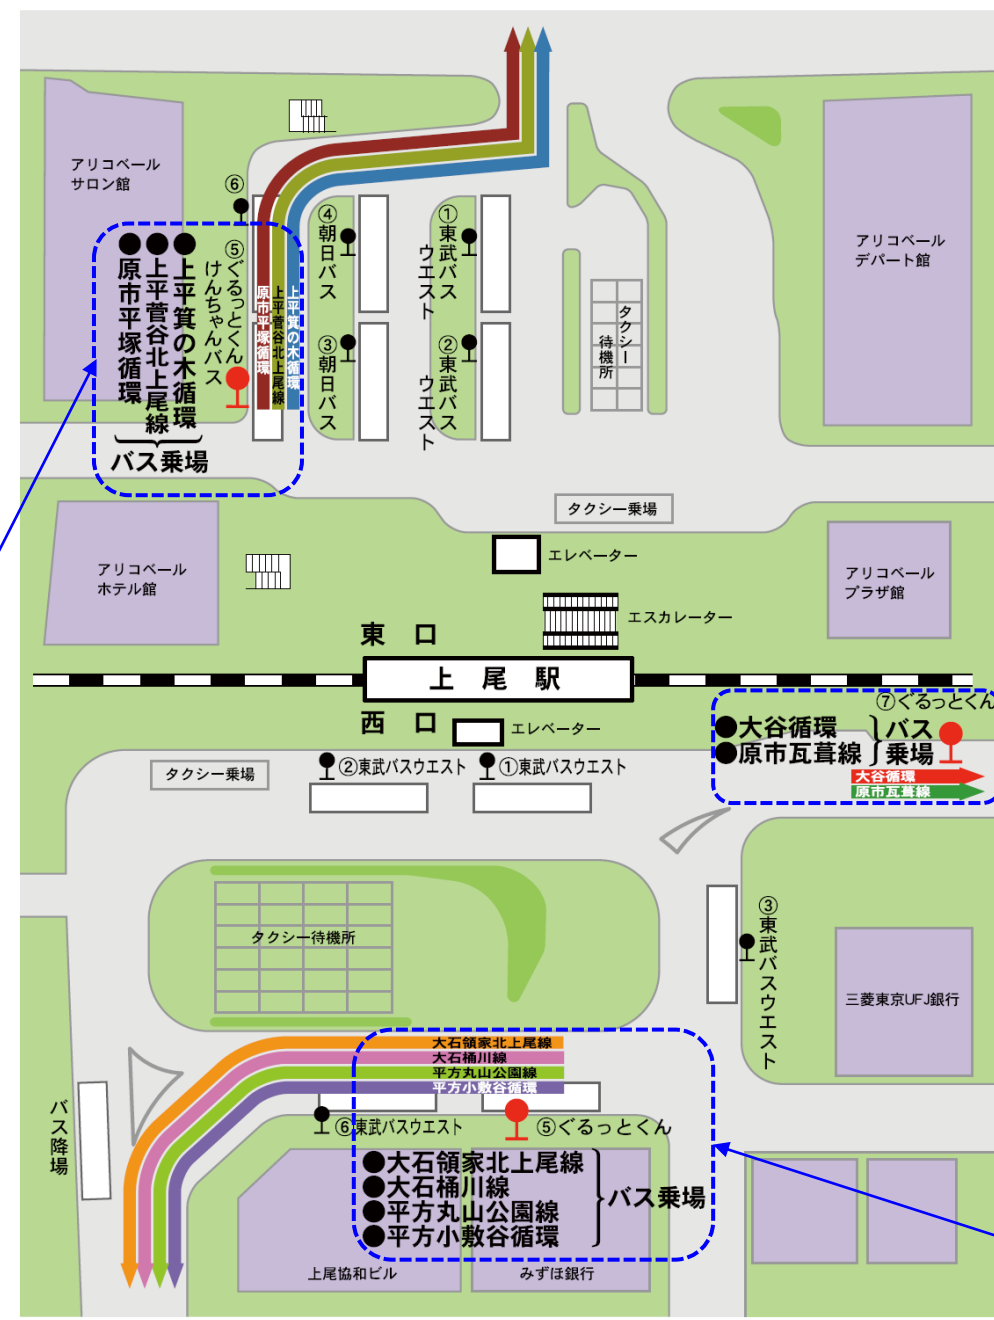 アリコベール
サロン館
⑥
⑤ぐるっとくん
けんちゃんバス
●上平箕の木循環
●上平菅谷北上尾線
●原市平塚循環
バス乗場
原市平塚循環
上平菅谷北上尾線
上平箕の木循環
④朝日バス
③朝日バス
①東武バス
ウエスト
②東武バス
ウエスト
タクシー
待機所
アリコベール
デパート館
タクシー乗場
エレベーター
アリコベール
ホテル館
アリコベール
プラザ館
エスカレーター
東口
上尾駅
西口
エレベーター
⑦ぐるっとくん
●大谷循環
●原市瓦葺線
バス
乗場
大谷循環
原市瓦葺線
タクシー乗場
②東武バスウエスト
①東武バスウエスト
タクシー待機所
③東武バスウエスト
三菱東京UFJ銀行
大石領家北上尾線
大石桶川線
平方丸山公園線
平方小敷谷循環
バス降場
⑥東武バスウエスト
⑤ぐるっとくん
●大石領家北上尾線
●大石桶川線
●平方丸山公園線
●平方小敷谷循環
バス乗場
上尾協和ビル
みずほ銀行